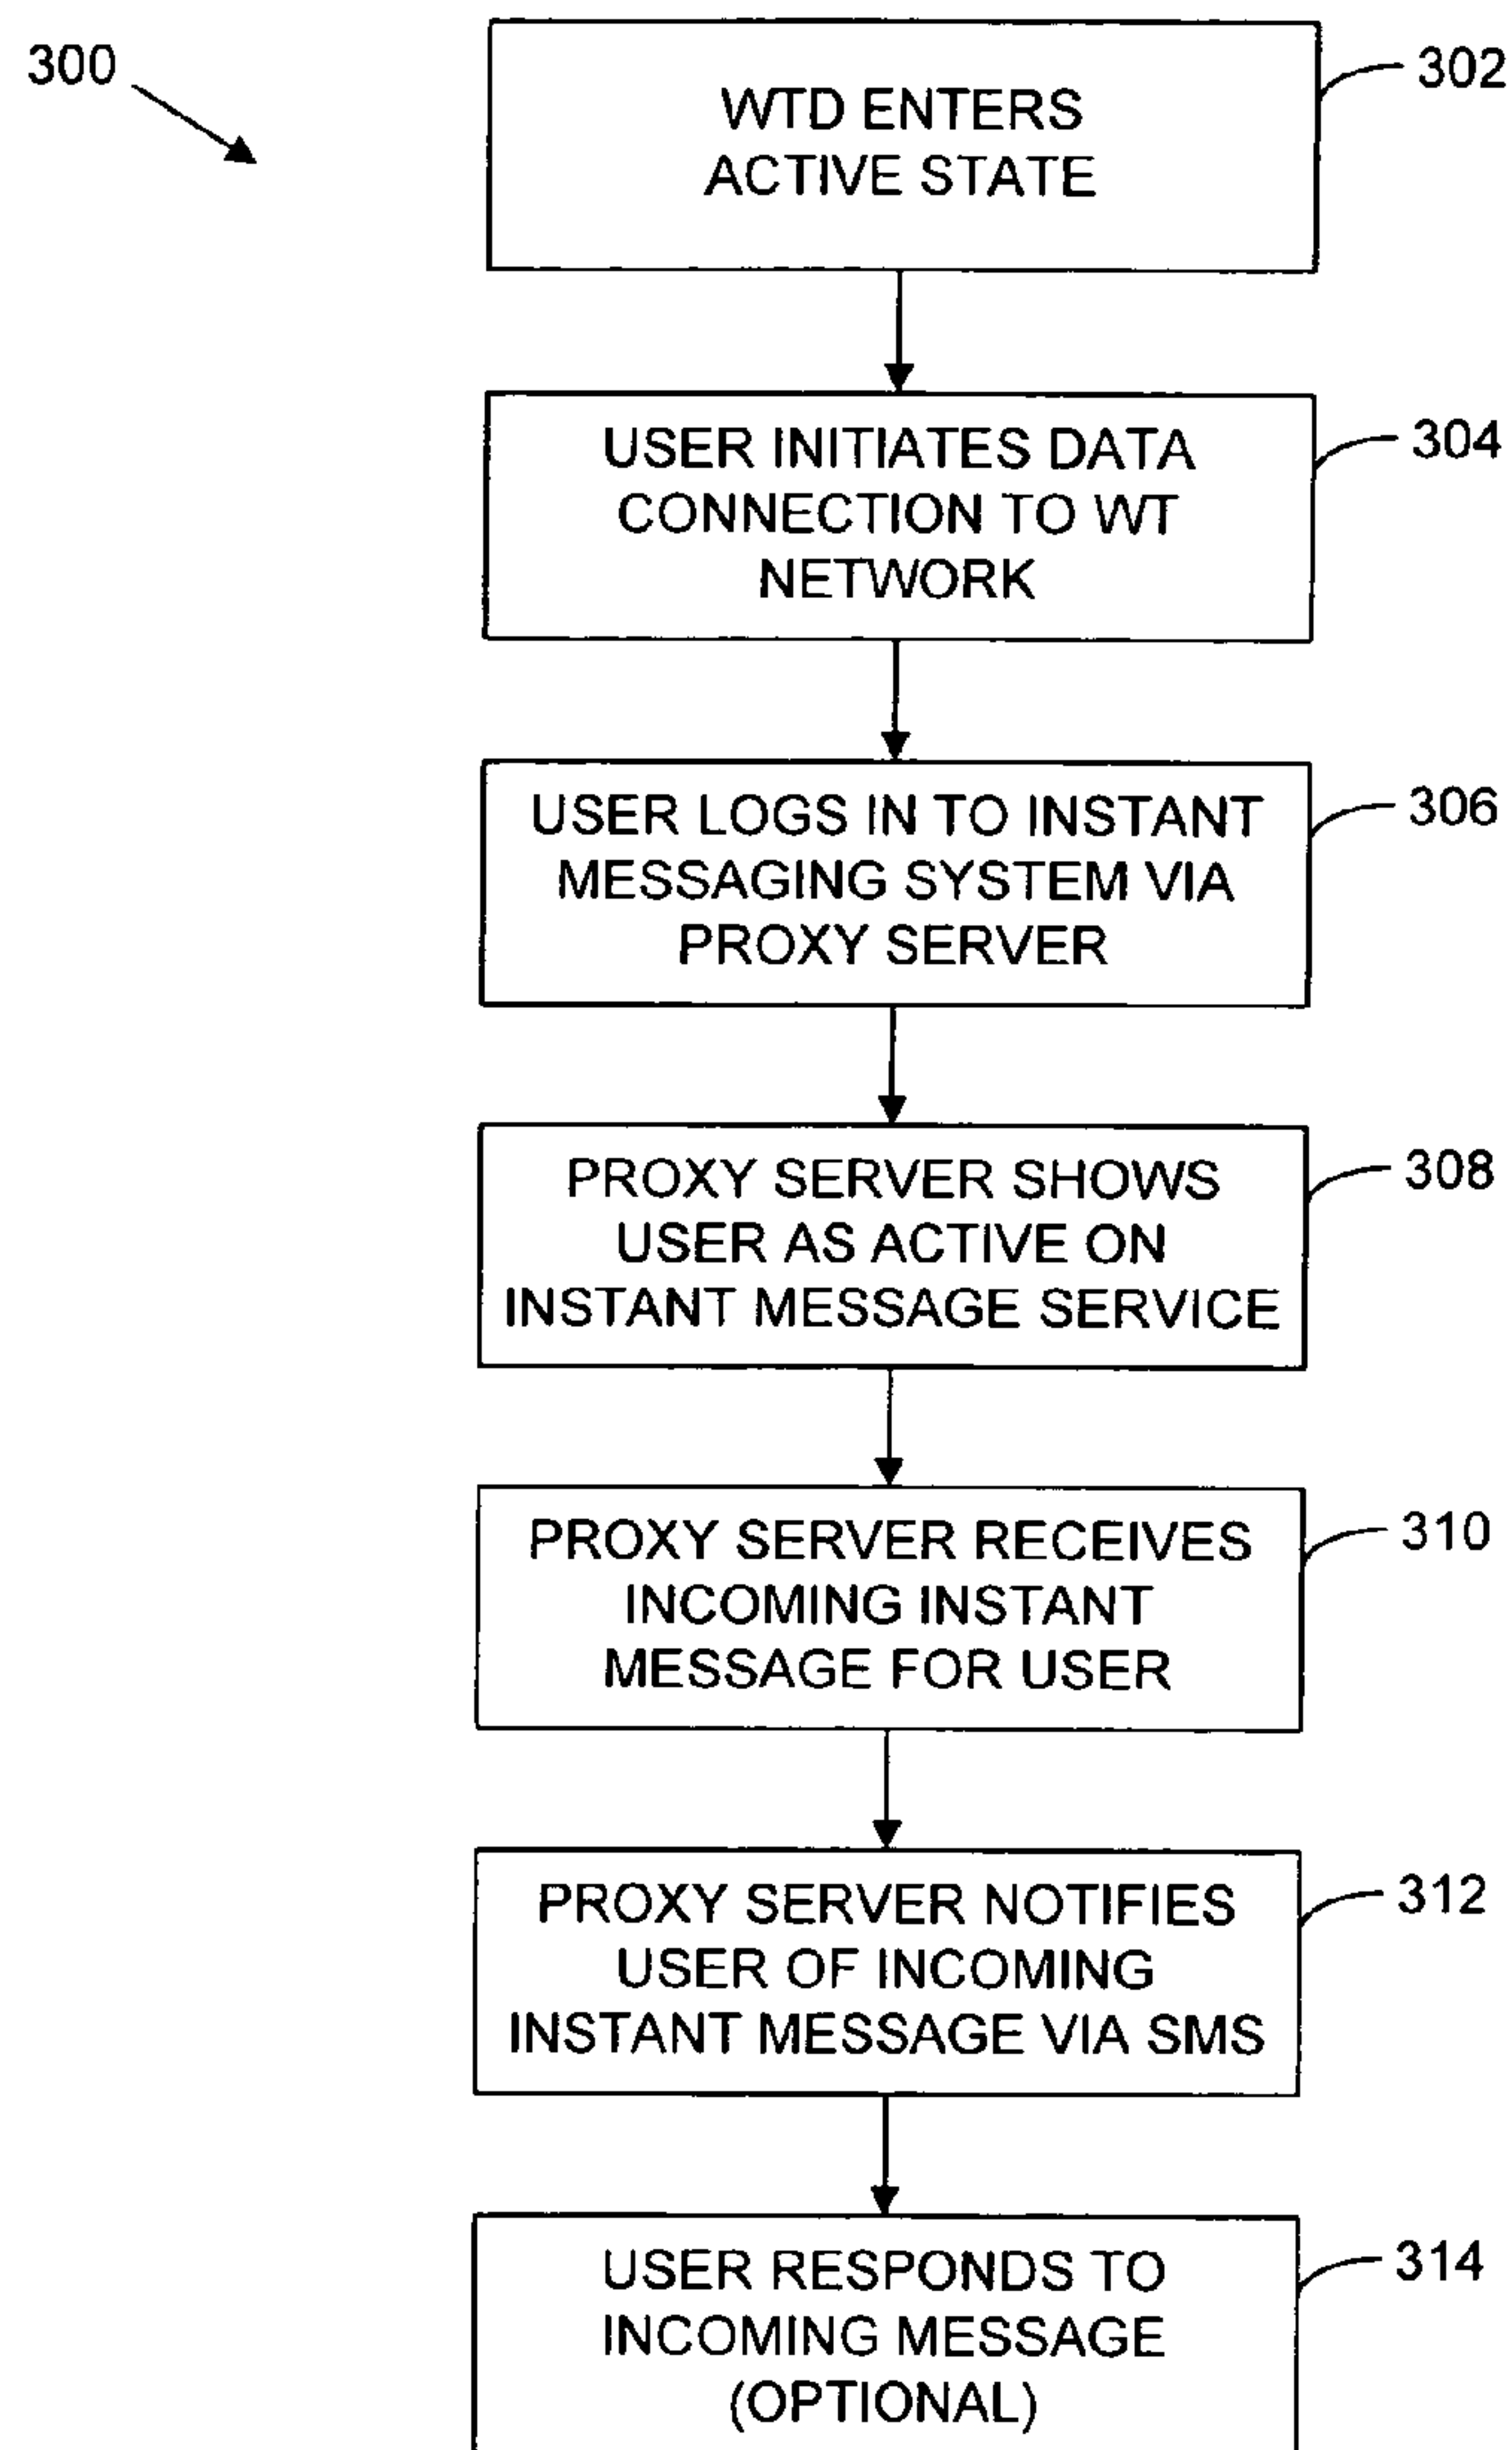 300
302
WTD ENTERS
ACTIVE STATE
304
USER INITIATES DATA
CONNECTION TO WT
NETWORK
306
USER LOGS IN TO INSTANT
MESSAGING SYSTEM VIA
PROXY SERVER
308
PROXY SERVER SHOWS
USER AS ACTIVE ON
INSTANT MESSAGE SERVICE
310
PROXY SERVER RECEIVES
INCOMING INSTANT
MESSAGE FOR USER
312
PROXY SERVER NOTIFIES
USER OF INCOMING
INSTANT MESSAGE VIA SMS
314
USER RESPONDS TO
INCOMING MESSAGE
(OPTIONAL)